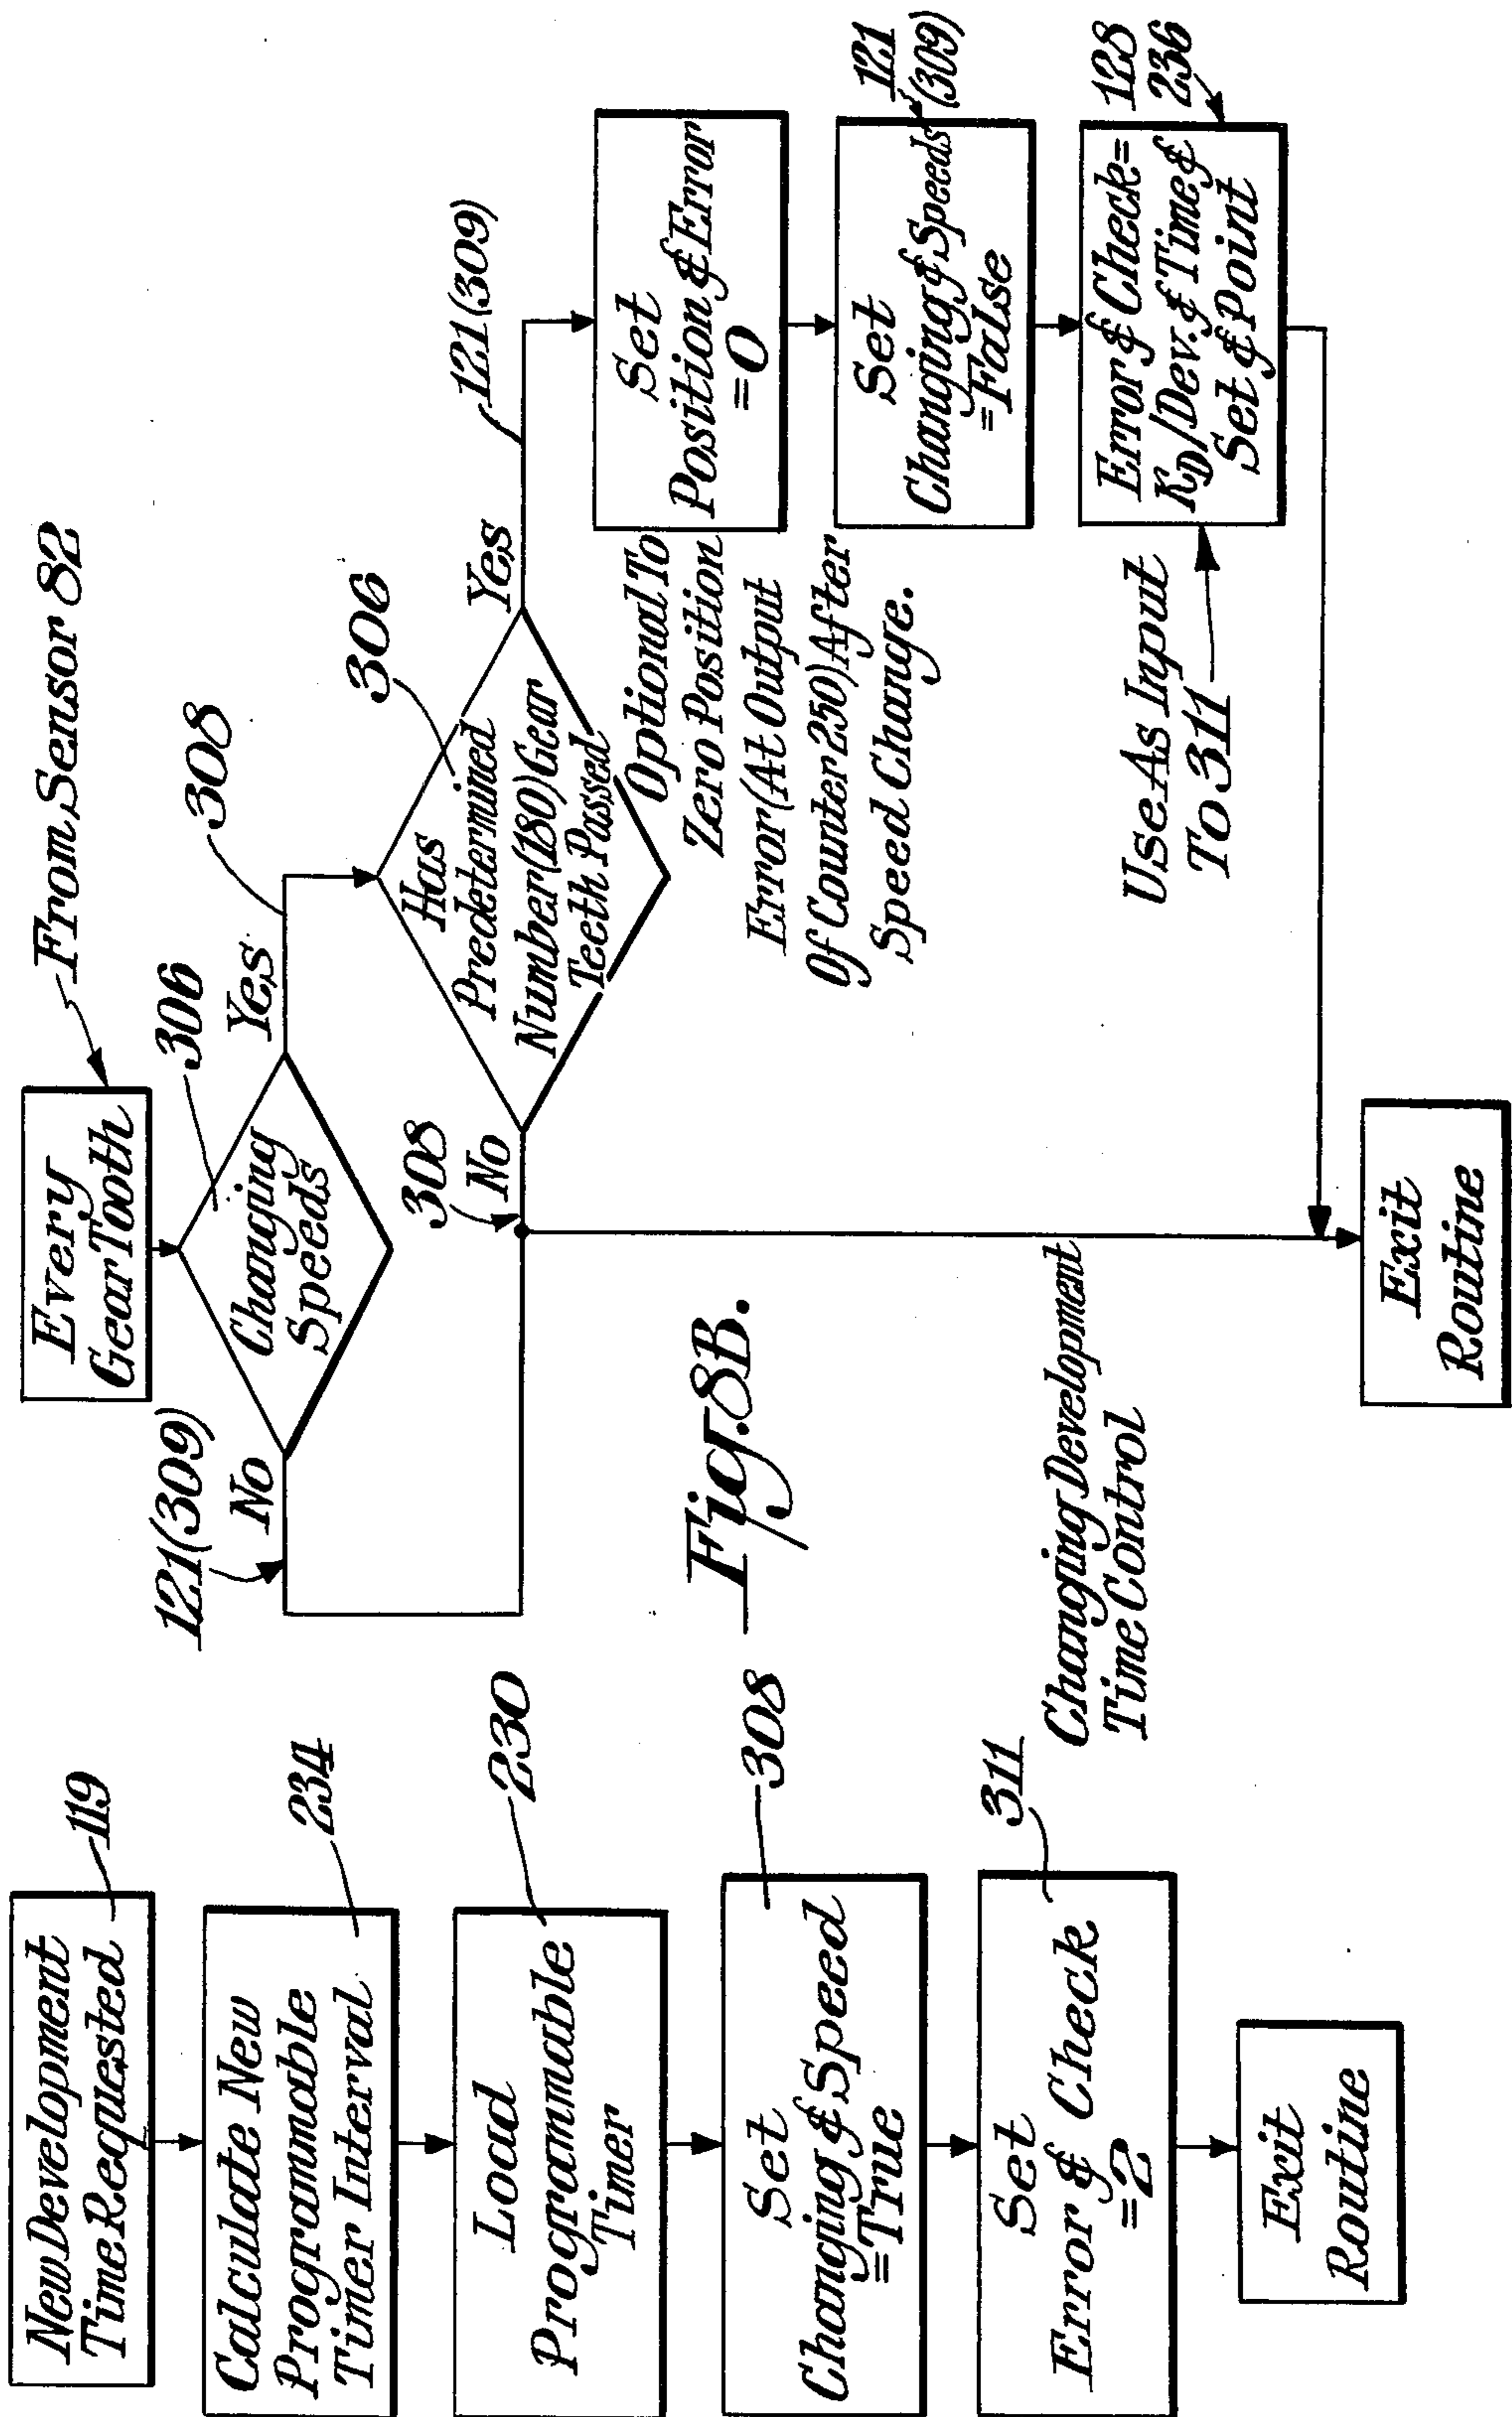 New Development
Time Requested
119
Calculate New
Programable
Timer Interval
234
Load
Programmable
Timer
230
Set
Changing & Speed
=True
308
Set
Error & Check
=2
311
Exit
Routine
Every
Gear Tooth
From Sensor 82
Changing
Speeds
306
121(309)
No
Yes
308
Has
Predetermined
Number(180)Gear
Teeth Passed
306
308
No
Yes
121(309)
Set
Position & Error
=0
Optional To
Zero Position
Error (At Output
Of Counter 250) After
Speed Change.
Set
Changing & Speeds
=False
121
(309)
Error & Check=
KD/Dev. & Time &
Set & Point
128
236
Use As Input
To 311
Exit
Routine
Fig. 8B.
Changing Development
Time Control